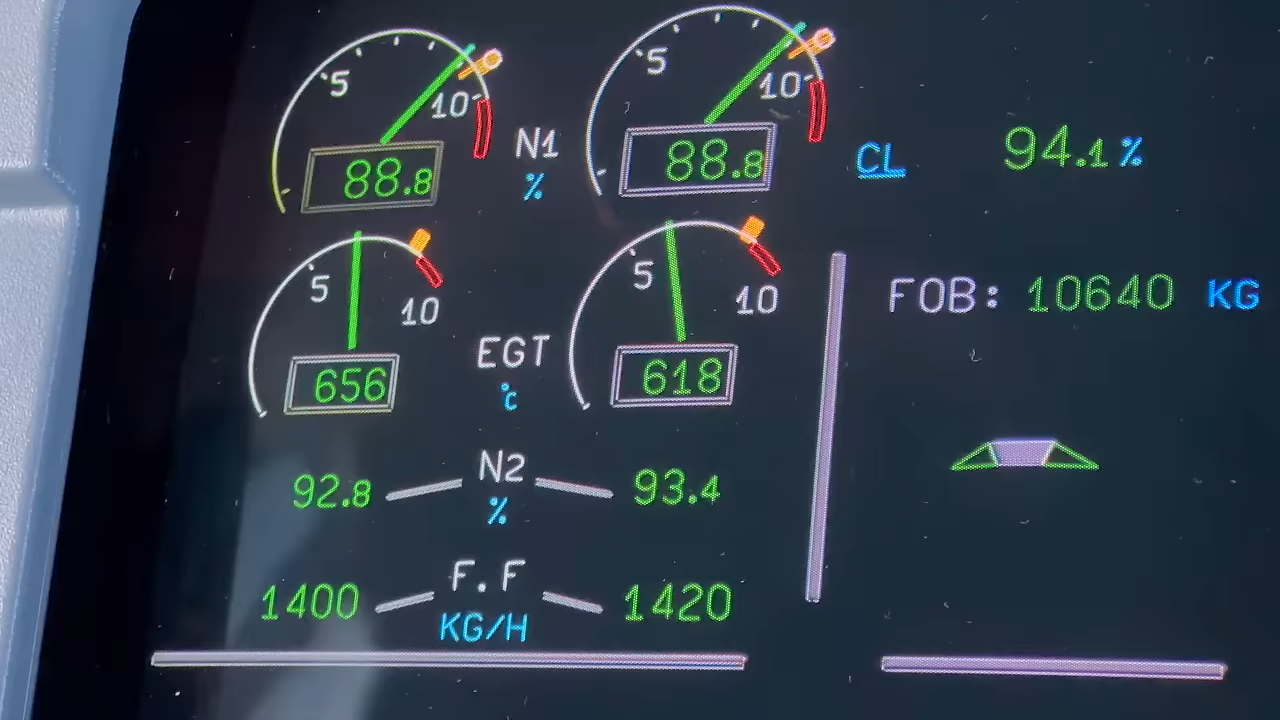 5 10 5 10
88.8 N1 88.8 CL 94.1 %
%
5 10 5 10 FOB: 10640 KG
656 EGT 618
°C
92.8 N2 93.4
%
1400 F.F 1420
KG/H